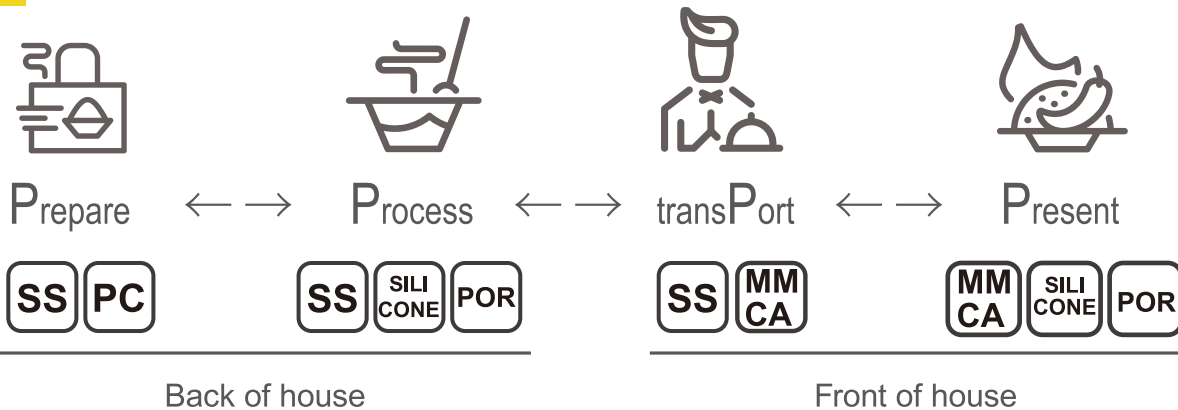 Prepare ←→ Process ←→ transPort ←→ Present
SS PC SS SILI CONE POR SS MM CA MM CA SILI CONE POR
Back of house Front of house